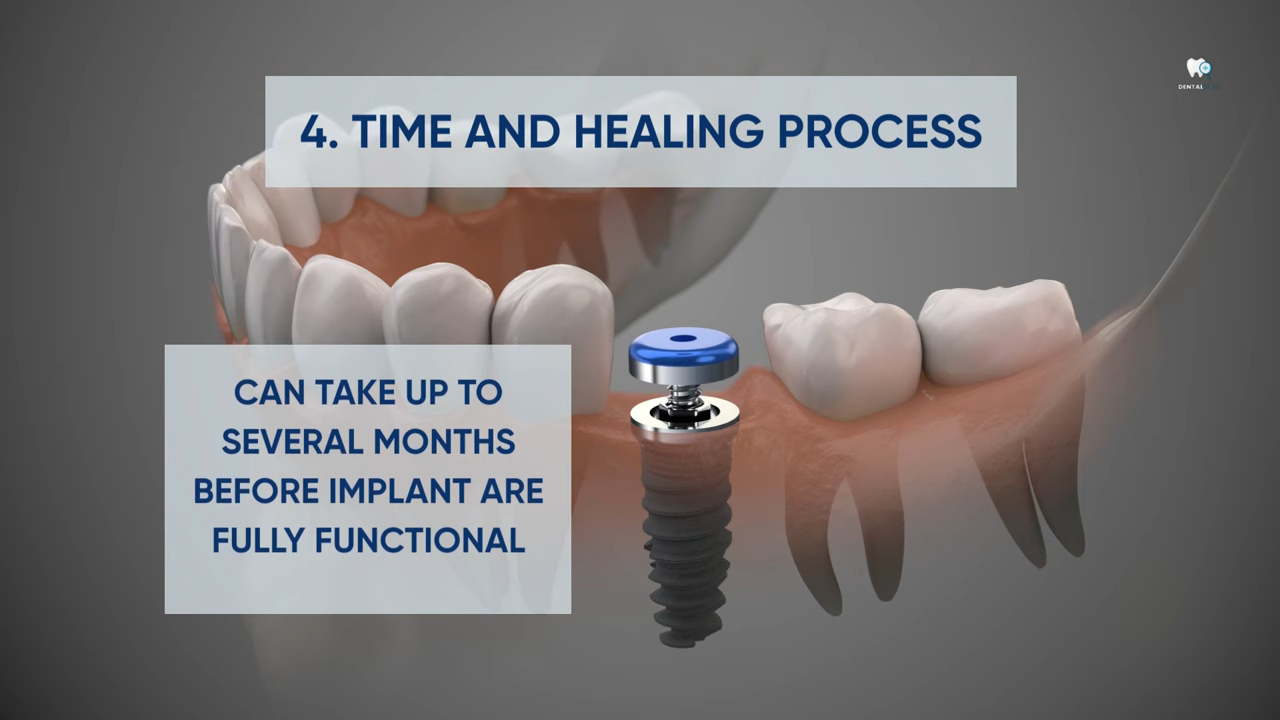 4. TIME AND HEALING PROCESS
CAN TAKE UP TO
SEVERAL MONTHS
BEFORE IMPLANT ARE
FULLY FUNCTIONAL
DENTAL